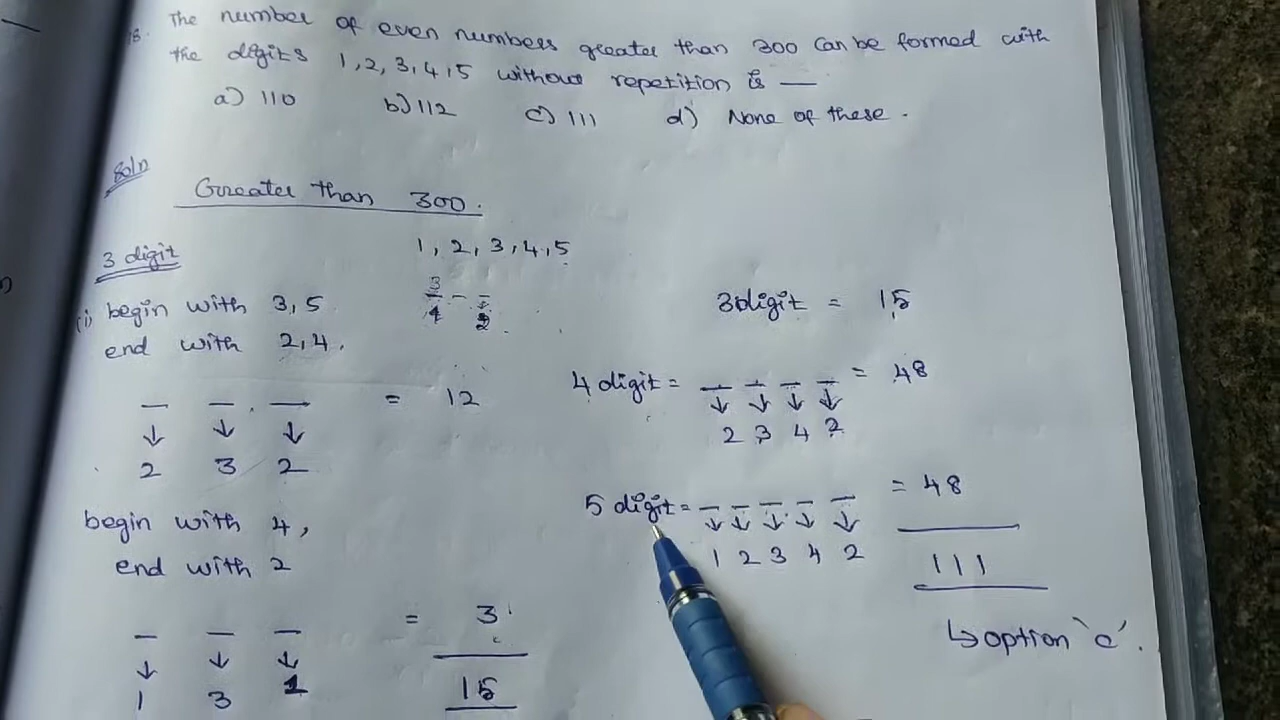 18. The number of even numbers greater than 300 can be formed with
the digits 1,2,3,4,5 without repetition is —
a) 110 b) 112 c) 111 d) None of these.
Soln
Greater than 300.
3 digit 1, 2, 3, 4, 5
(i) begin with 3,5
end with 2,4.
= 12
2 3 2
begin with 4,
end with 2
= 3
1 3 1
15
3digit = 15
4 digit = = 48
2 3 4 2
5 digit = = 48
1 2 3 4 2
111
↳ option 'c'.